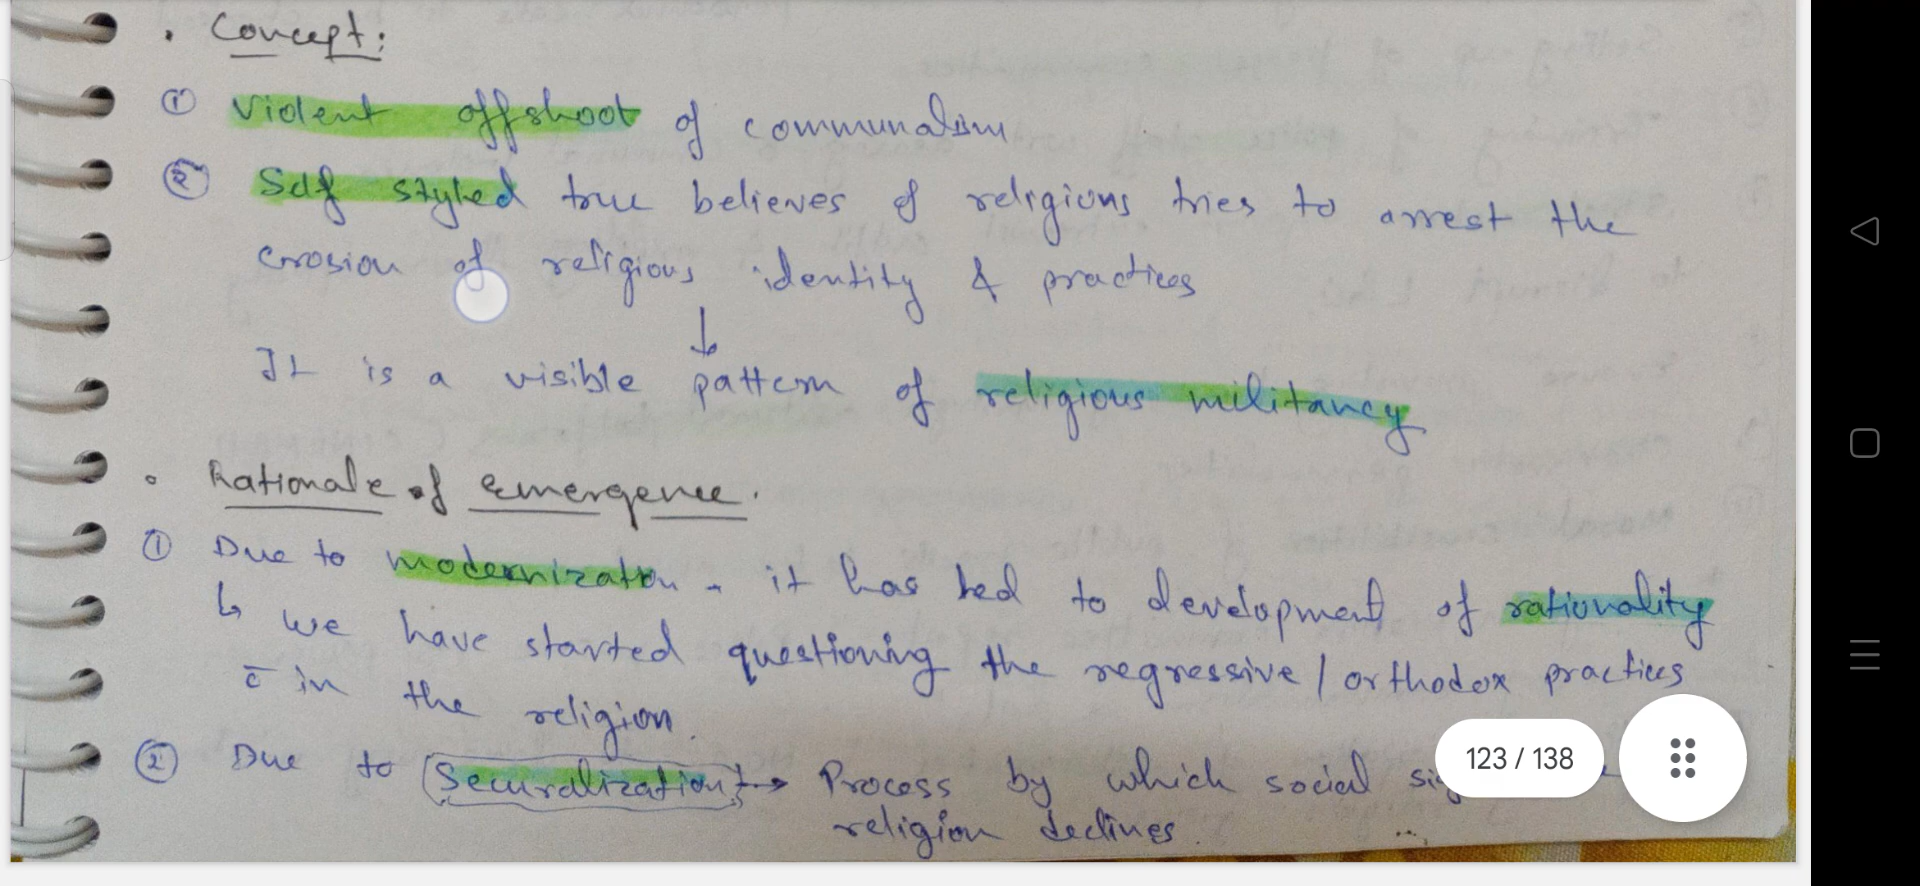 • Concept:
① Violent offshoot of communalism
② Self styled true believes of religions tries to arrest the
erosion of religious identity & practices
↓
It is a visible pattern of religious militancy
• Rationale of emergence.
① Due to modernization - it has led to development of rationality
↳ we have started questioning the regressive / orthodox practices
c̄ in the religion.
② Due to Securalization → Process by which social
religion declines.
123 / 138